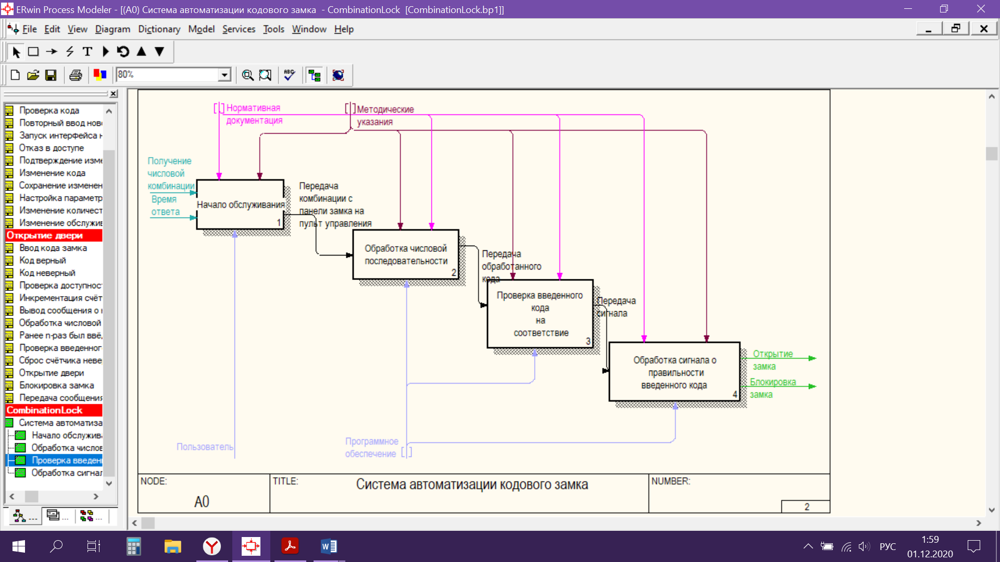 ERwin Process Modeler - [(A0) Система автоматизации кодового замка - CombinationLock [CombinationLock.bp1]]
File Edit View Diagram Dictionary Model Services Tools Window Help
80%
ABC
Проверка кода
Повторный ввод нов
Запуск интерфейса н
Отказ в доступе
Подтверждение изме
Изменение кода
Сохранение изменен
Настройка параметр
Изменение количест
Изменение обслужив
Открытие двери
Ввод кода замка
Код верный
Код неверный
Проверка доступнос
Инкрементация счёт
Вывод сообщения о
Обработка числовой
Ранее n-раз был ввё
Проверка введенног
Сброс счётчика неве
Открытие двери
Блокировка замка
Передача сообщения
CombinationLock
Система автоматиза
Начало обслужив
Обработка числов
Проверка введен
Обработка сигнал
Нормативная
документация
Методические
указания
Получение
числовой
комбинации
Время
ответа
Начало обслуживания
1
Передача
комбинации с
панели замка на
пульт управления
Обработка числовой
последовательности
2
Передача
обработанного
кода
Проверка введенного
кода
на
соответствие
3
Передача
сигнала
Обработка сигнала о
правильности
введенного кода
4
Открытие
замка
Блокировка
замка
Пользователь
Программное
обеспечение
NODE:
A0
TITLE:
Система автоматизации кодового замка
NUMBER:
2
РУС
1:59
01.12.2020